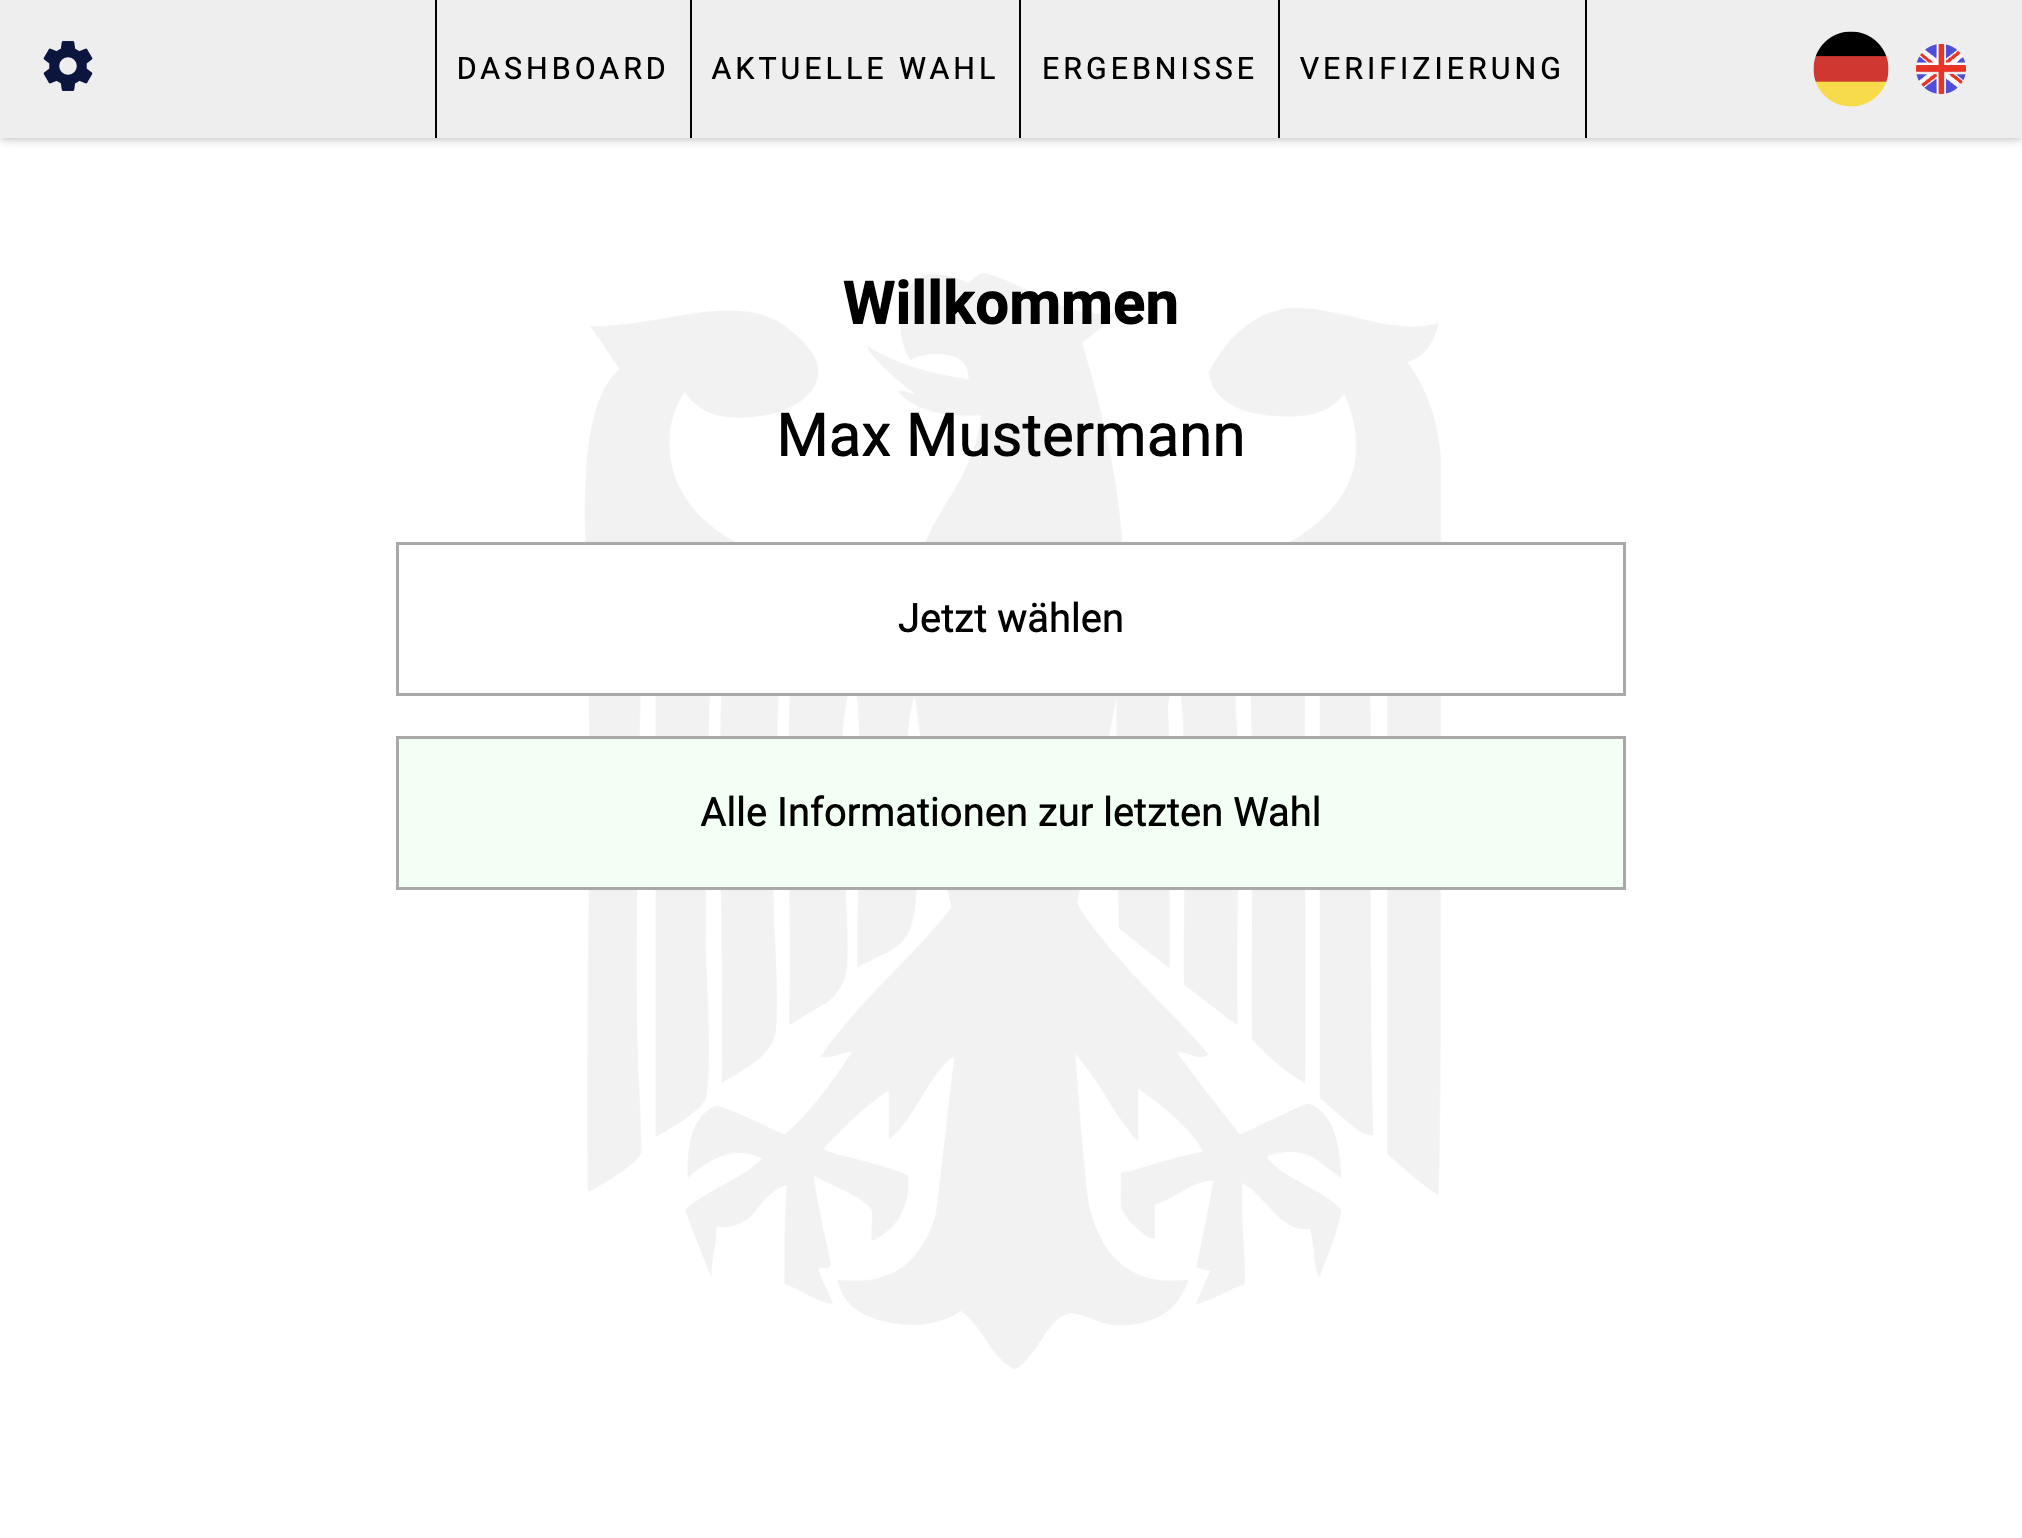 DASHBOARD
AKTUELLE WAHL
ERGEBNISSE
VERIFIZIERUNG
Willkommen
Max Mustermann
Jetzt wählen
Alle Informationen zur letzten Wahl